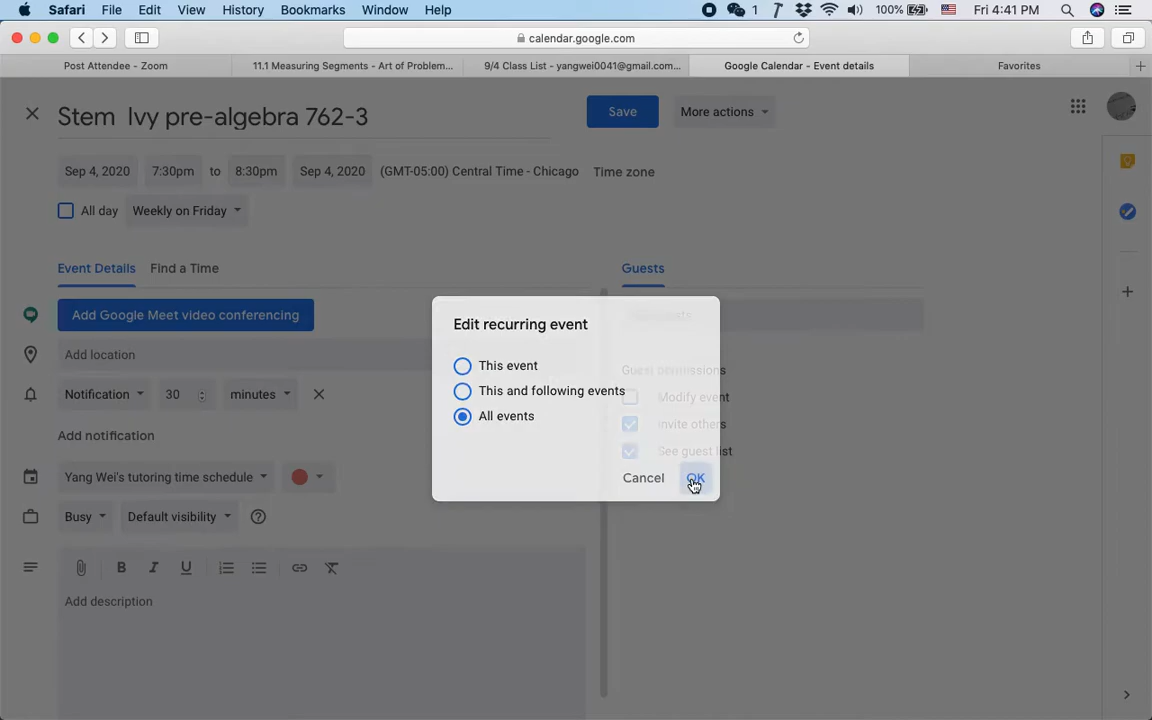 Safari File Edit View History Bookmarks Window Help 1 100% Fri 4:41 PM
calendar.google.com
Post Attendee - Zoom 11.1 Measuring Segments - Art of Problem... 9/4 Class List - yangwei0041@gmail.com... Google Calendar - Event details Favorites
Stem Ivy pre-algebra 762-3 Save More actions
Sep 4, 2020 7:30pm to 8:30pm Sep 4, 2020 (GMT-05:00) Central Time - Chicago Time zone
All day Weekly on Friday
Event Details Find a Time Guests
Add Google Meet video conferencing
Edit recurring event
Add location
This event
Guest permissions
Notification 30 minutes
This and following events
Modify event
All events
Invite others
Add notification
See guest list
Yang Wei's tutoring time schedule
Cancel OK
Busy Default visibility
B I U
Add description